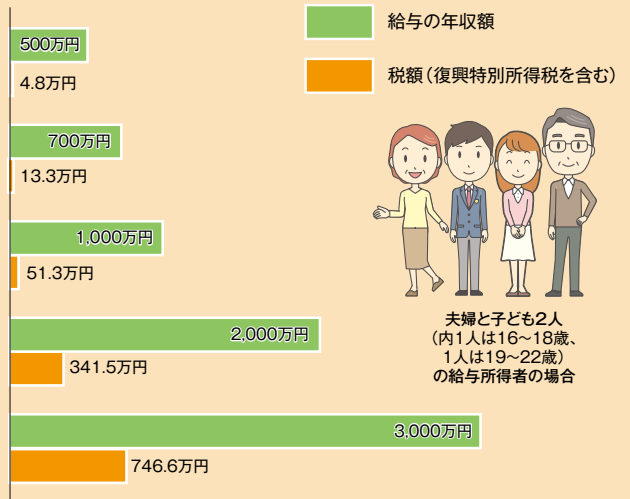 給与の年収額
税額（復興特別所得税を含む）
500万円
4.8万円
700万円
13.3万円
1,000万円
51.3万円
2,000万円
341.5万円
3,000万円
746.6万円
夫婦と子ども2人
（内1人は16〜18歳、
1人は19〜22歳）
の給与所得者の場合